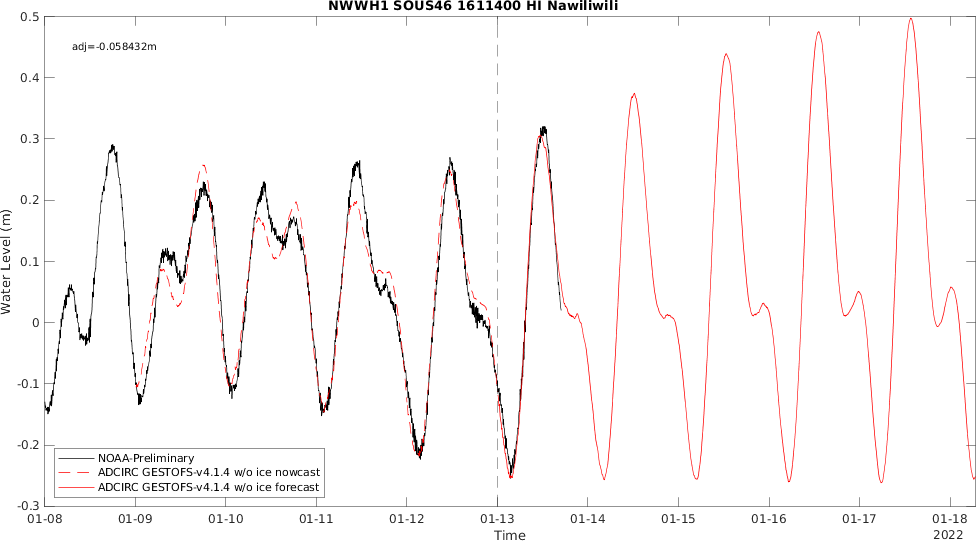 NWWH1 SOUS46 1611400 HI Nawiliwili
adj=-0.058432m
Water Level (m)
0.5
0.4
0.3
0.2
0.1
0
-0.1
-0.2
-0.3
NOAA-Preliminary
ADCIRC GESTOFS-v4.1.4 w/o ice nowcast
ADCIRC GESTOFS-v4.1.4 w/o ice forecast
01-08 01-09 01-10 01-11 01-12 01-13 01-14 01-15 01-16 01-17 01-18
Time
2022